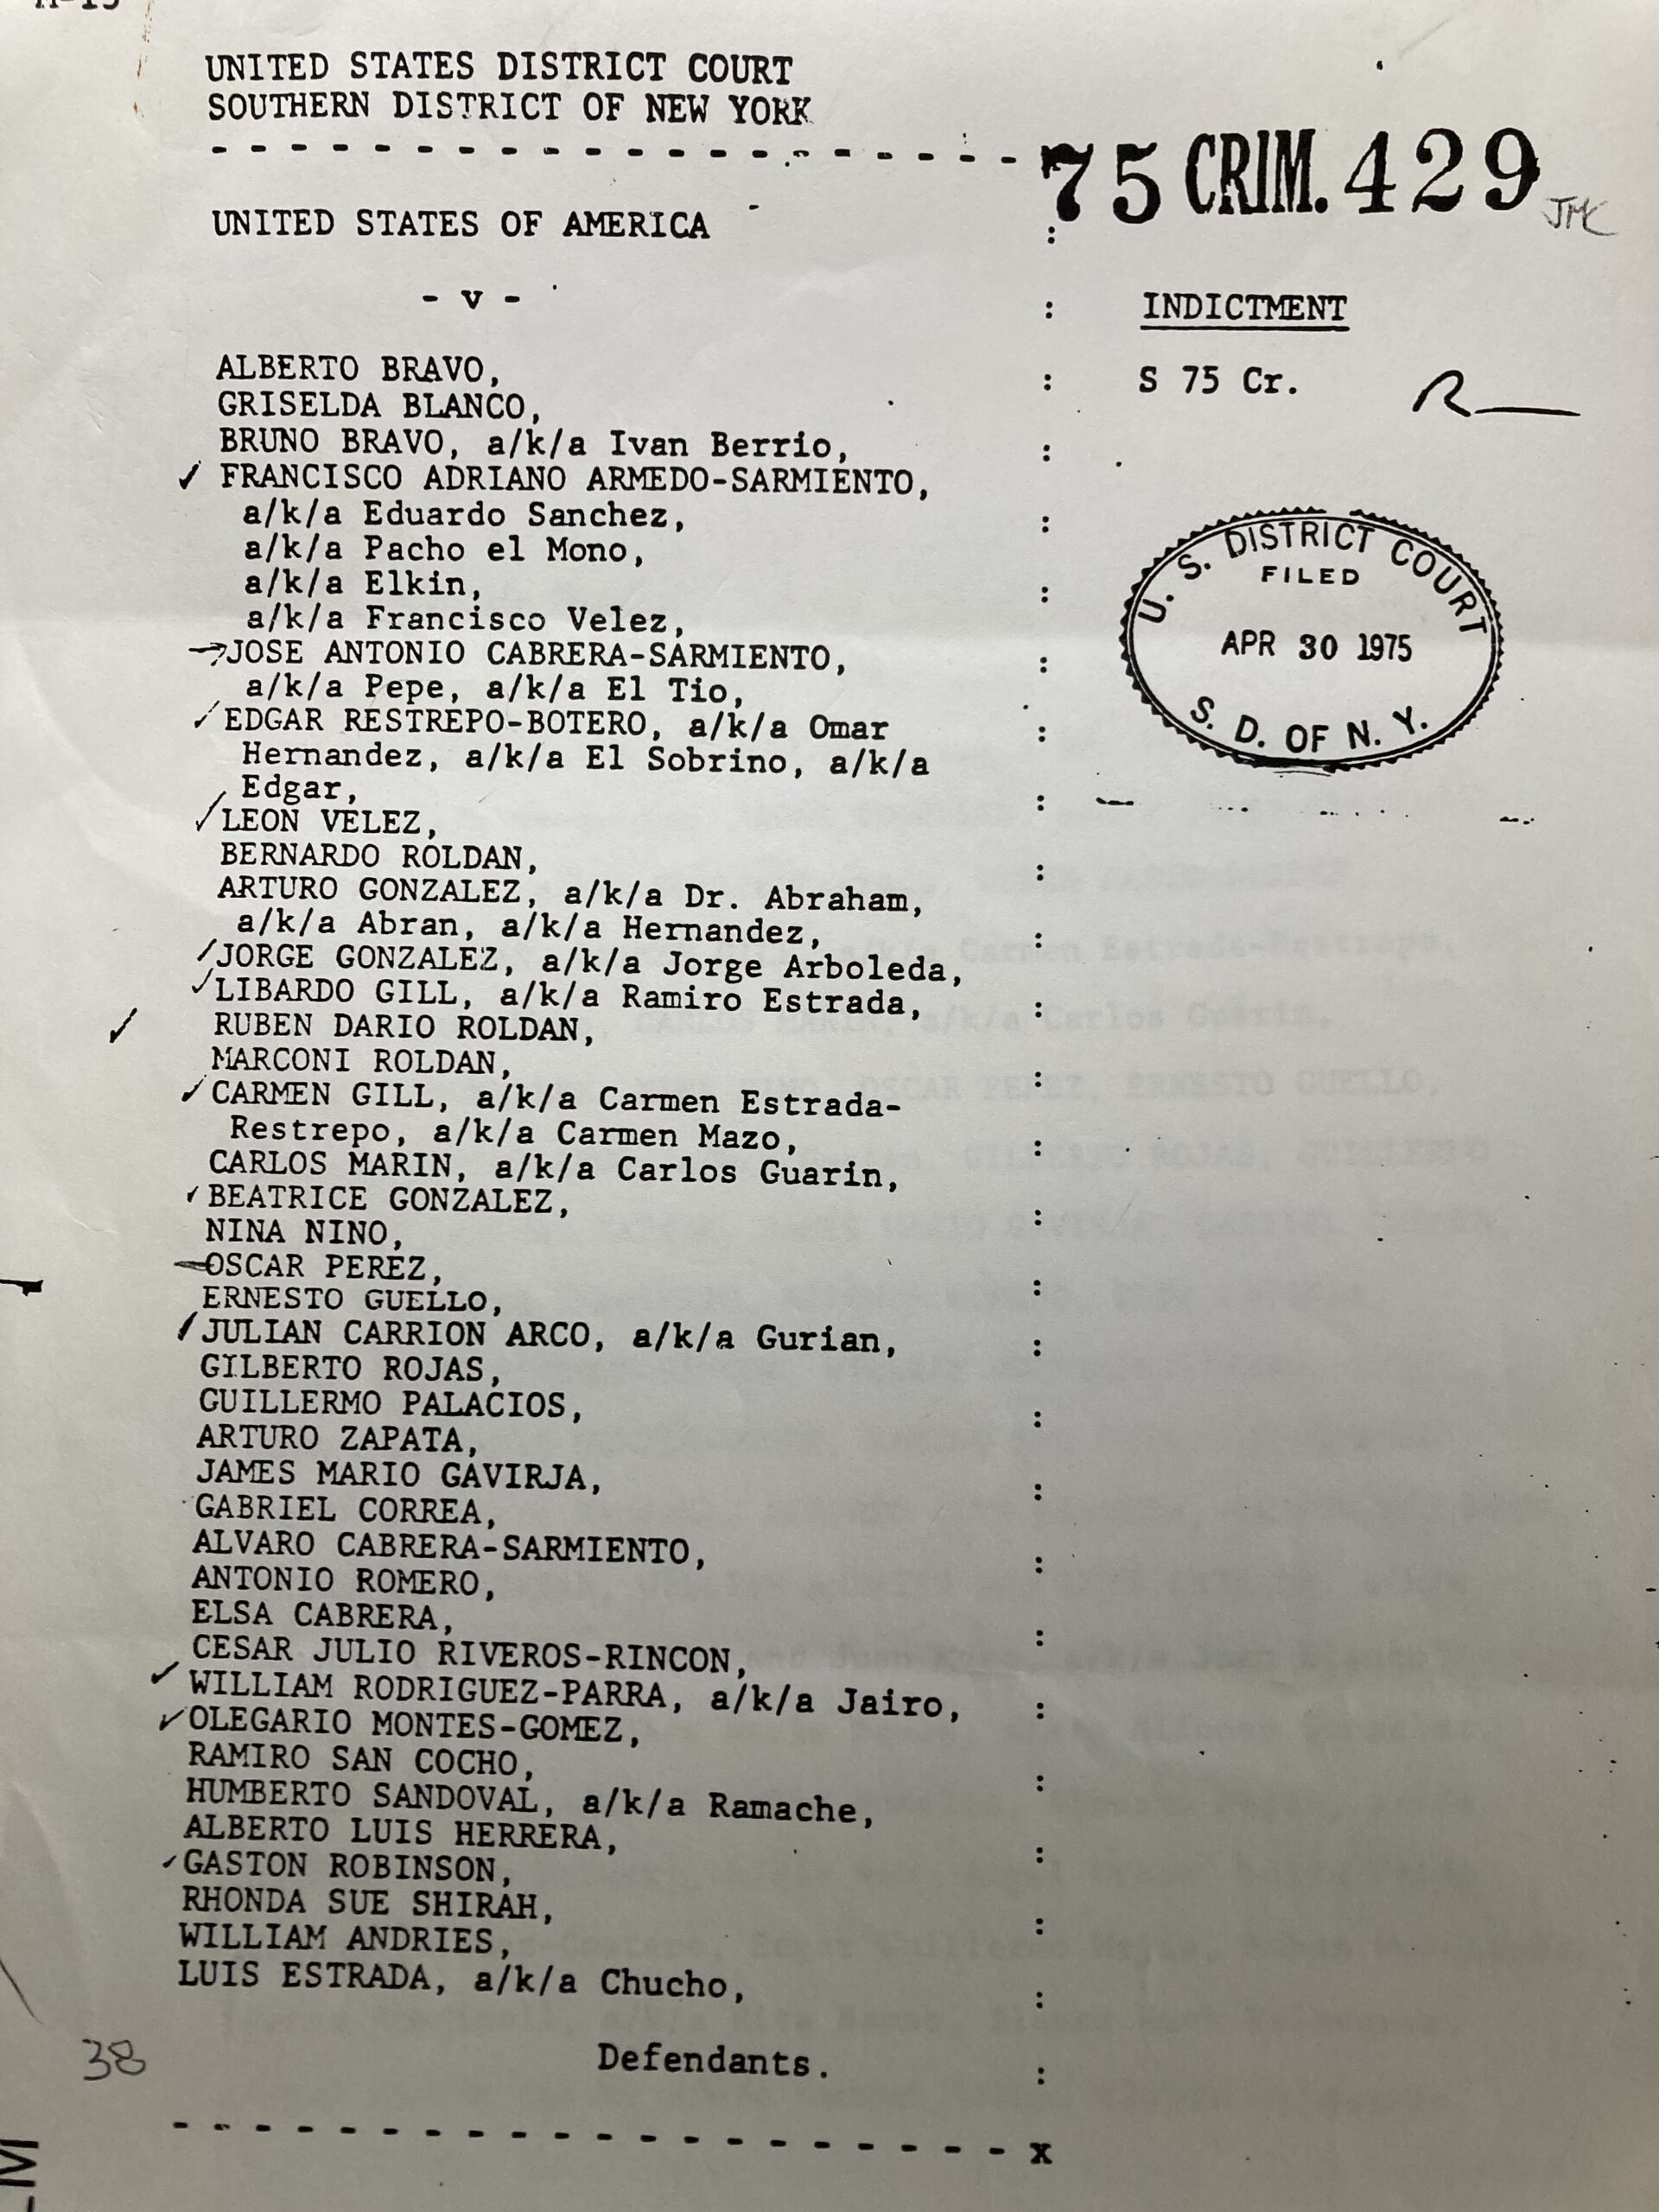 UNITED STATES DISTRICT COURT
SOUTHERN DISTRICT OF NEW YORK
- - - - - - - - - - - - - - - - - - - - - - - -
75 CRIM. 429
JMK
UNITED STATES OF AMERICA :
- v - : INDICTMENT
ALBERTO BRAVO, : S 75 Cr.
GRISELDA BLANCO,
BRUNO BRAVO, a/k/a Ivan Berrio, :
✓ FRANCISCO ADRIANO ARMEDO-SARMIENTO,
a/k/a Eduardo Sanchez, :
a/k/a Pacho el Mono,
a/k/a Elkin, :
a/k/a Francisco Velez,
→JOSE ANTONIO CABRERA-SARMIENTO, :
a/k/a Pepe, a/k/a El Tio,
✓EDGAR RESTREPO-BOTERO, a/k/a Omar :
Hernandez, a/k/a El Sobrino, a/k/a
Edgar, :
✓LEON VELEZ,
BERNARDO ROLDAN, :
ARTURO GONZALEZ, a/k/a Dr. Abraham,
a/k/a Abran, a/k/a Hernandez, :
✓JORGE GONZALEZ, a/k/a Jorge Arboleda,
✓LIBARDO GILL, a/k/a Ramiro Estrada, :
✓ RUBEN DARIO ROLDAN,
MARCONI ROLDAN, :
✓CARMEN GILL, a/k/a Carmen Estrada-
Restrepo, a/k/a Carmen Mazo, :
CARLOS MARIN, a/k/a Carlos Guarin,
✓BEATRICE GONZALEZ, :
NINA NINO,
OSCAR PEREZ, :
ERNESTO GUELLO,
✓JULIAN CARRION ARCO, a/k/a Gurian, :
GILBERTO ROJAS,
GUILLERMO PALACIOS, :
ARTURO ZAPATA,
JAMES MARIO GAVIRJA, :
GABRIEL CORREA,
ALVARO CABRERA-SARMIENTO, :
ANTONIO ROMERO,
ELSA CABRERA, :
CESAR JULIO RIVEROS-RINCON,
✓WILLIAM RODRIGUEZ-PARRA, a/k/a Jairo, :
✓OLEGARIO MONTES-GOMEZ,
RAMIRO SAN COCHO, :
HUMBERTO SANDOVAL, a/k/a Ramache,
ALBERTO LUIS HERRERA, :
✓GASTON ROBINSON,
RHONDA SUE SHIRAH, :
WILLIAM ANDRIES,
LUIS ESTRADA, a/k/a Chucho, :
38
Defendants. :
- - - - - - - - - - - - - - - - - - - - - - - - x
U. S. DISTRICT COURT
FILED
APR 30 1975
S. D. OF N. Y.